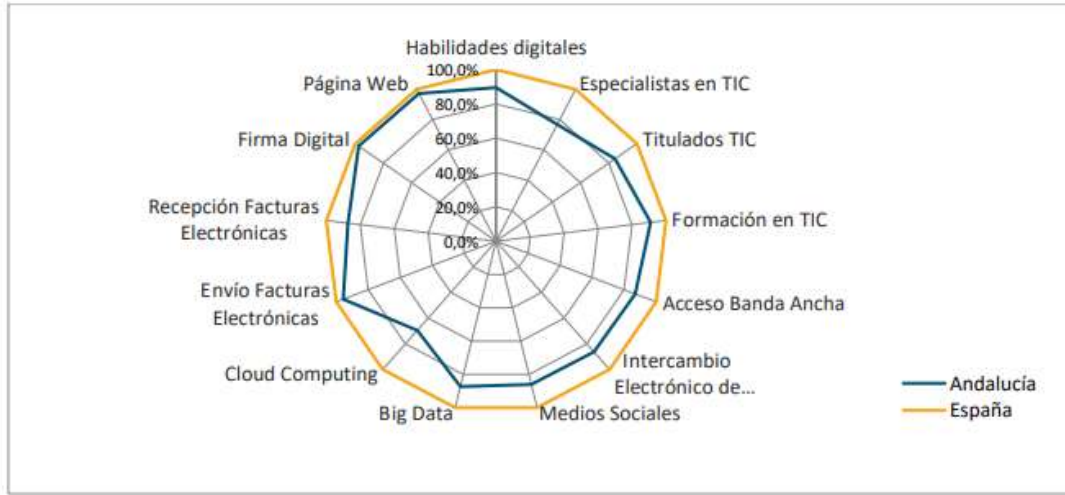 Habilidades digitales
100,0%
80,0%
60,0%
40,0%
20,0%
0,0%
Especialistas en TIC
Titulados TIC
Formación en TIC
Acceso Banda Ancha
Intercambio
Electrónico de...
Medios Sociales
Big Data
Cloud Computing
Envío Facturas
Electrónicas
Recepción Facturas
Electrónicas
Firma Digital
Página Web
Andalucía
España